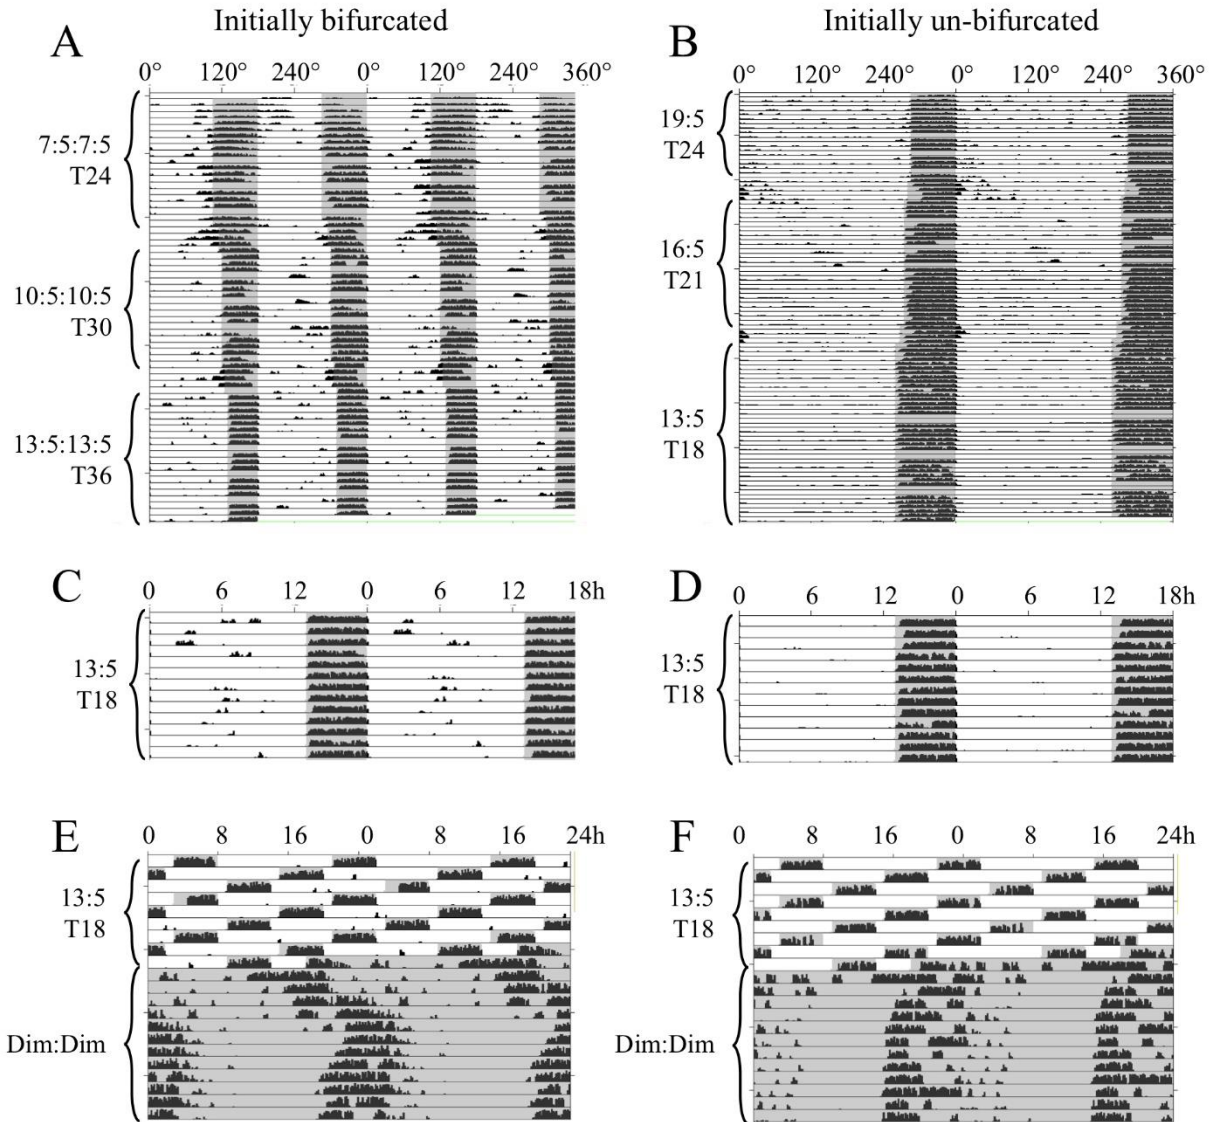 Initially bifurcated
Initially un-bifurcated
A
0° 120° 240° 0° 120° 240° 360°
7:5:7:5
T24
10:5:10:5
T30
13:5:13:5
T36
B
0° 120° 240° 0° 120° 240° 360°
19:5
T24
16:5
T21
13:5
T18
C
0 6 12 0 6 12 18h
13:5
T18
D
0 6 12 0 6 12 18h
13:5
T18
E
0 8 16 0 8 16 24h
13:5
T18
Dim:Dim
F
0 8 16 0 8 16 24h
13:5
T18
Dim:Dim